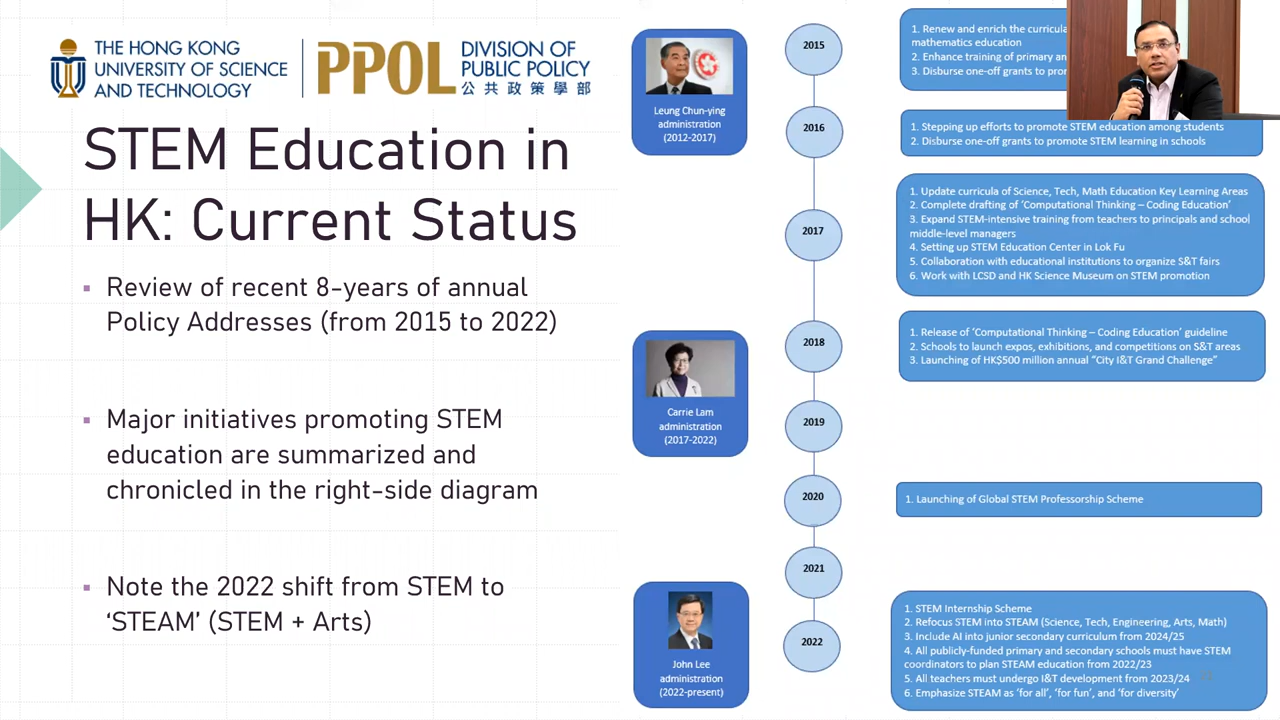 THE HONG KONG
UNIVERSITY OF SCIENCE
AND TECHNOLOGY
PPOL
DIVISION OF
PUBLIC POLICY
公共政策學部
STEM Education in
HK: Current Status
▪ Review of recent 8-years of annual
Policy Addresses (from 2015 to 2022)
▪ Major initiatives promoting STEM
education are summarized and
chronicled in the right-side diagram
▪ Note the 2022 shift from STEM to
‘STEAM’ (STEM + Arts)
Leung Chun-ying
administration
(2012-2017)
Carrie Lam
administration
(2017-2022)
John Lee
administration
(2022-present)
2015
1. Renew and enrich the curricula
mathematics education
2. Enhance training of primary
3. Disburse one-off grants to
2016
1. Stepping up efforts to promote STEM education among students
2. Disburse one-off grants to promote STEM learning in schools
2017
1. Update curricula of Science, Tech, Math Education Key Learning Areas
2. Complete drafting of ‘Computational Thinking – Coding Education’
3. Expand STEM-intensive training from teachers to principals and school
middle-level managers
4. Setting up STEM Education Center in Lok Fu
5. Collaboration with educational institutions to organize S&T fairs
6. Work with LCSD and HK Science Museum on STEM promotion
2018
1. Release of ‘Computational Thinking – Coding Education’ guideline
2. Schools to launch expos, exhibitions, and competitions on S&T areas
3. Launching of HK$500 million annual “City I&T Grand Challenge”
2019
2020
1. Launching of Global STEM Professorship Scheme
2021
2022
1. STEM Internship Scheme
2. Refocus STEM into STEAM (Science, Tech, Engineering, Arts, Math)
3. Include AI into junior secondary curriculum from 2024/25
4. All publicly-funded primary and secondary schools must have STEM
coordinators to plan STEAM education from 2022/23
5. All teachers must undergo I&T development from 2023/24
6. Emphasize STEAM as ‘for all’, ‘for fun’, and ‘for diversity’